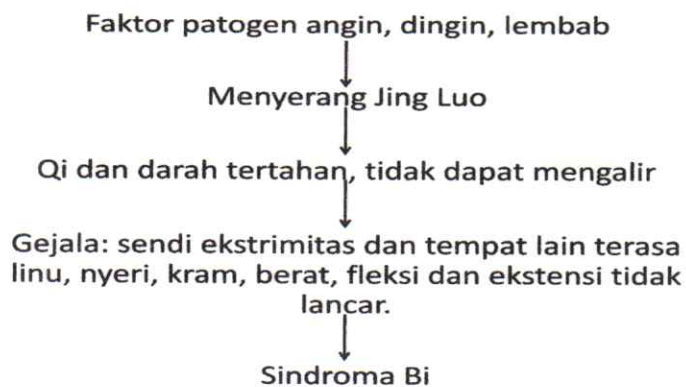 Faktor patogen angin, dingin, lembab
Menyerang Jing Luo
Qi dan darah tertahan, tidak dapat mengalir
Gejala: sendi ekstrimitas dan tempat lain terasa
linu, nyeri, kram, berat, fleksi dan ekstensi tidak
lancar.
Sindroma Bi